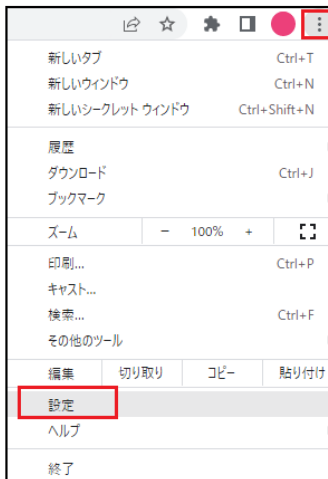 新しいタブ Ctrl+T
新しいウィンドウ Ctrl+N
新しいシークレット ウィンドウ Ctrl+Shift+N
履歴
ダウンロード Ctrl+J
ブックマーク
ズーム － 100% +
印刷... Ctrl+P
キャスト...
検索... Ctrl+F
その他のツール
編集 切り取り コピー 貼り付け
設定
ヘルプ
終了